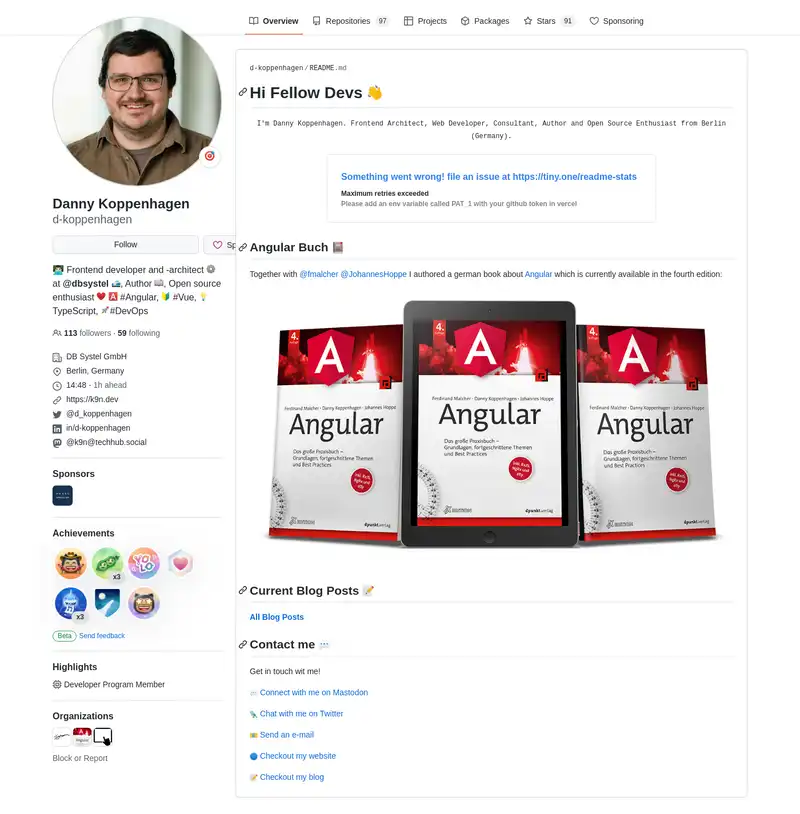 Overview
Repositories 97
Projects
Packages
Stars 91
Sponsoring
Danny Koppenhagen
d-koppenhagen
Follow
Sp
Frontend developer and -architect
at @dbsystel , Author , Open source
enthusiast #Angular, #Vue,
TypeScript, #DevOps
113 followers · 59 following
DB Systel GmbH
Berlin, Germany
14:48 - 1h ahead
https://k9n.dev
@d_koppenhagen
in/d-koppenhagen
@k9n@techhub.social
Sponsors
Achievements
x3
YOLO
x3
Beta Send feedback
Highlights
Developer Program Member
Organizations
Block or Report
d-koppenhagen / README.md
Hi Fellow Devs
I'm Danny Koppenhagen. Frontend Architect, Web Developer, Consultant, Author and Open Source Enthusiast from Berlin
(Germany).
Something went wrong! file an issue at https://tiny.one/readme-stats
Maximum retries exceeded
Please add an env variable called PAT_1 with your github token in vercel
Angular Buch
Together with @fmalcher @JohannesHoppe I authored a german book about Angular which is currently available in the fourth edition:
4.
A
Ferdinand Malcher · Danny Koppenhagen · Johannes Hoppe
Angular
Das große Praxisbuch –
Grundlagen, fortgeschrittene Themen
und Best Practices
inkl. RxJS,
NgRx und
a11y
dpunkt.verlag
4.
A
Ferdinand Malcher · Danny Koppenhagen · Johannes Hoppe
Angular
Das große Praxisbuch –
Grundlagen, fortgeschrittene Themen
und Best Practices
inkl. RxJS,
NgRx und
a11y
dpunkt.verlag
4.
A
Ferdinand Malcher · Danny Koppenhagen · Johannes Hoppe
Angular
Das große Praxisbuch –
Grundlagen, fortgeschrittene Themen
und Best Practices
inkl. RxJS,
NgRx und
a11y
dpunkt.verlag
Current Blog Posts
All Blog Posts
Contact me
Get in touch wit me!
Connect with me on Mastodon
Chat with me on Twitter
Send an e-mail
Checkout my website
Checkout my blog